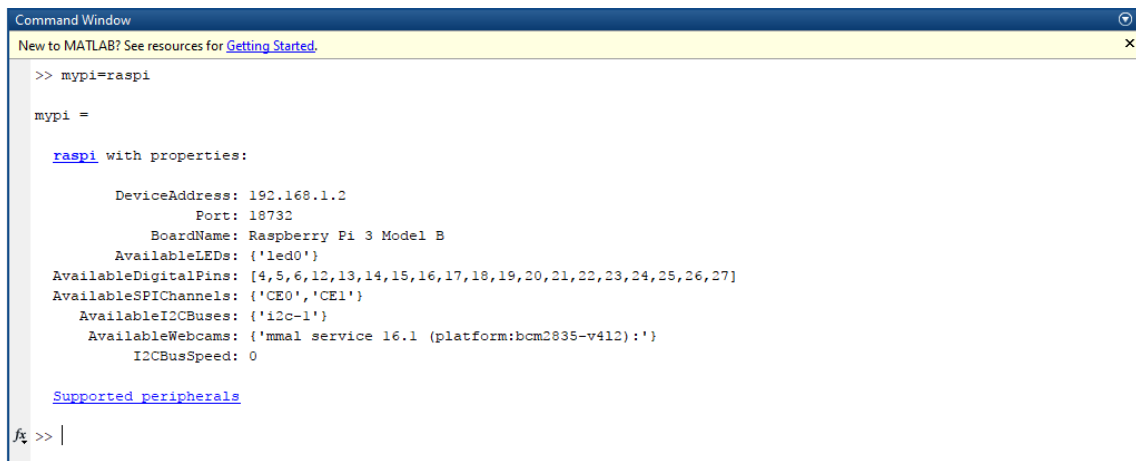 Command Window
New to MATLAB? See resources for Getting Started.
>> mypi=raspi
mypi =
raspi with properties:
DeviceAddress: 192.168.1.2
Port: 18732
BoardName: Raspberry Pi 3 Model B
AvailableLEDs: {'led0'}
AvailableDigitalPins: [4,5,6,12,13,14,15,16,17,18,19,20,21,22,23,24,25,26,27]
AvailableSPIChannels: {'CE0','CE1'}
AvailableI2CBuses: {'i2c-1'}
AvailableWebcams: {'mmal service 16.1 (platform:bcm2835-v4l2):'}
I2CBusSpeed: 0
Supported peripherals
fx >>